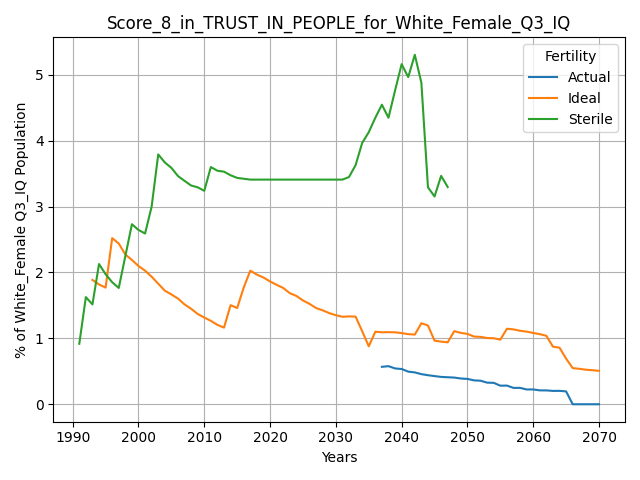 Score_8_in_TRUST_IN_PEOPLE_for_White_Female_Q3_IQ
Fertility
Actual
Ideal
Sterile
% of White_Female Q3_IQ Population
5
4
3
2
1
0
1990 2000 2010 2020 2030 2040 2050 2060 2070
Years